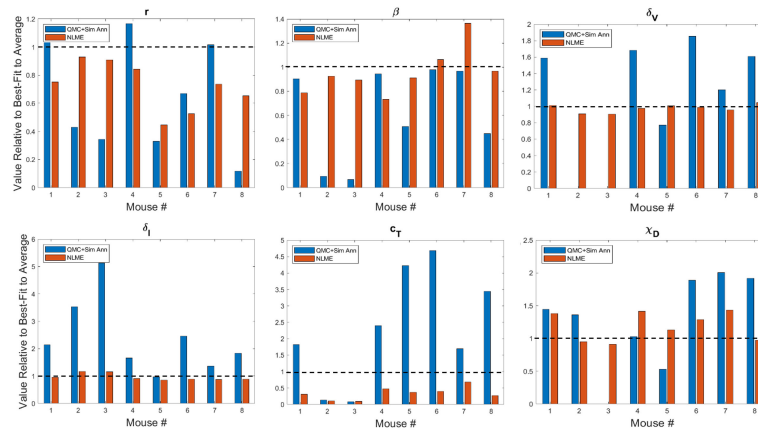 r
Value Relative to Best-Fit to Average
1.2
1
0.8
0.6
0.4
0.2
0
QMC+Sim Ann
NLME
1 2 3 4 5 6 7 8
Mouse #
β
1.4
1.2
1
0.8
0.6
0.4
0.2
0
QMC+Sim Ann
NLME
1 2 3 4 5 6 7 8
Mouse #
δV
2
1.8
1.6
1.4
1.2
1
0.8
0.6
0.4
0.2
0
QMC+Sim Ann
NLME
1 2 3 4 5 6 7 8
Mouse #
δI
Value Relative to Best-Fit to Average
6
5
4
3
2
1
0
QMC+Sim Ann
NLME
1 2 3 4 5 6 7 8
Mouse #
cT
5
4.5
4
3.5
3
2.5
2
1.5
1
0.5
0
QMC+Sim Ann
NLME
1 2 3 4 5 6 7 8
Mouse #
χD
2.5
2
1.5
1
0.5
0
QMC+Sim Ann
NLME
1 2 3 4 5 6 7 8
Mouse #